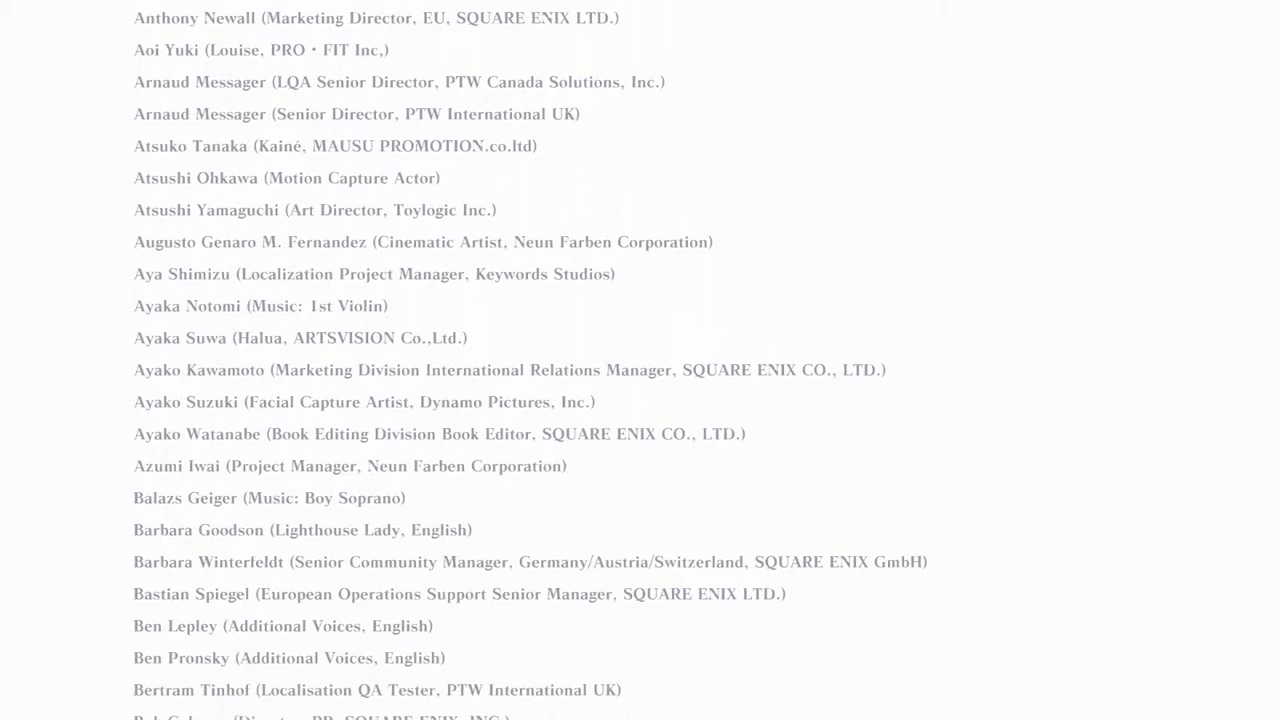 Anthony Newall (Marketing Director, EU, SQUARE ENIX LTD.)
Aoi Yuki (Louise, PRO・FIT Inc,)
Arnaud Messager (LQA Senior Director, PTW Canada Solutions, Inc.)
Arnaud Messager (Senior Director, PTW International UK)
Atsuko Tanaka (Kainé, MAUSU PROMOTION.co.ltd)
Atsushi Ohkawa (Motion Capture Actor)
Atsushi Yamaguchi (Art Director, Toylogic Inc.)
Augusto Genaro M. Fernandez (Cinematic Artist, Neun Farben Corporation)
Aya Shimizu (Localization Project Manager, Keywords Studios)
Ayaka Notomi (Music: 1st Violin)
Ayaka Suwa (Halua, ARTSVISION Co.,Ltd.)
Ayako Kawamoto (Marketing Division International Relations Manager, SQUARE ENIX CO., LTD.)
Ayako Suzuki (Facial Capture Artist, Dynamo Pictures, Inc.)
Ayako Watanabe (Book Editing Division Book Editor, SQUARE ENIX CO., LTD.)
Azumi Iwai (Project Manager, Neun Farben Corporation)
Balazs Geiger (Music: Boy Soprano)
Barbara Goodson (Lighthouse Lady, English)
Barbara Winterfeldt (Senior Community Manager, Germany/Austria/Switzerland, SQUARE ENIX GmbH)
Bastian Spiegel (European Operations Support Senior Manager, SQUARE ENIX LTD.)
Ben Lepley (Additional Voices, English)
Ben Pronsky (Additional Voices, English)
Bertram Tinhof (Localisation QA Tester, PTW International UK)
PR, SQUARE ENIX, INC.)